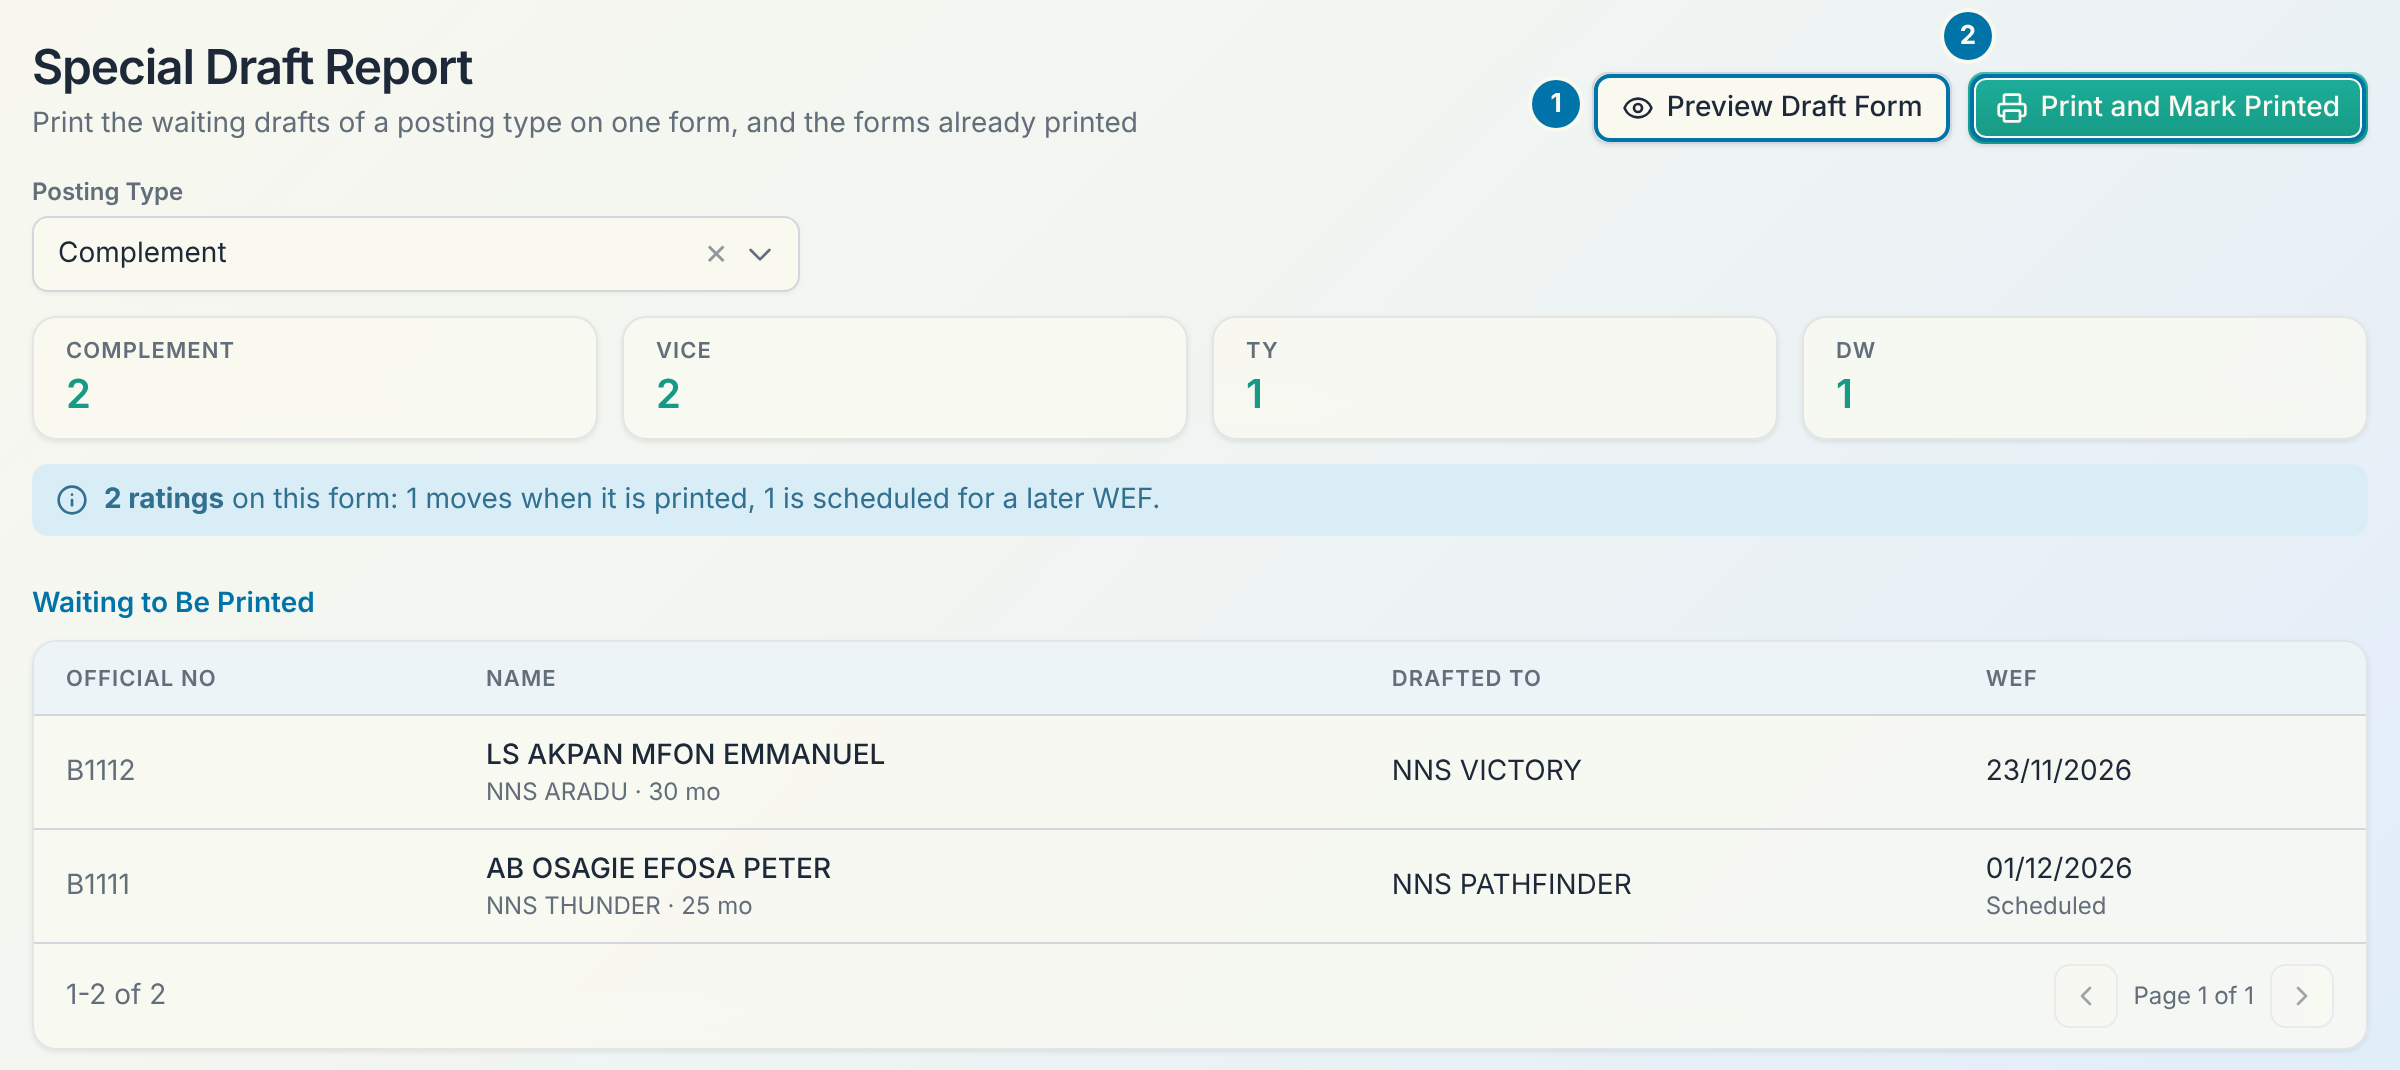 Special Draft Report
Print the waiting drafts of a posting type on one form, and the forms already printed
1
Preview Draft Form
2
Print and Mark Printed
Posting Type
Complement
COMPLEMENT
2
VICE
2
TY
1
DW
1
2 ratings on this form: 1 moves when it is printed, 1 is scheduled for a later WEF.
Waiting to Be Printed
OFFICIAL NO NAME DRAFTED TO WEF
B1112 LS AKPAN MFON EMMANUEL NNS VICTORY 23/11/2026
NNS ARADU · 30 mo
B1111 AB OSAGIE EFOSA PETER NNS PATHFINDER 01/12/2026
NNS THUNDER · 25 mo Scheduled
1-2 of 2 Page 1 of 1